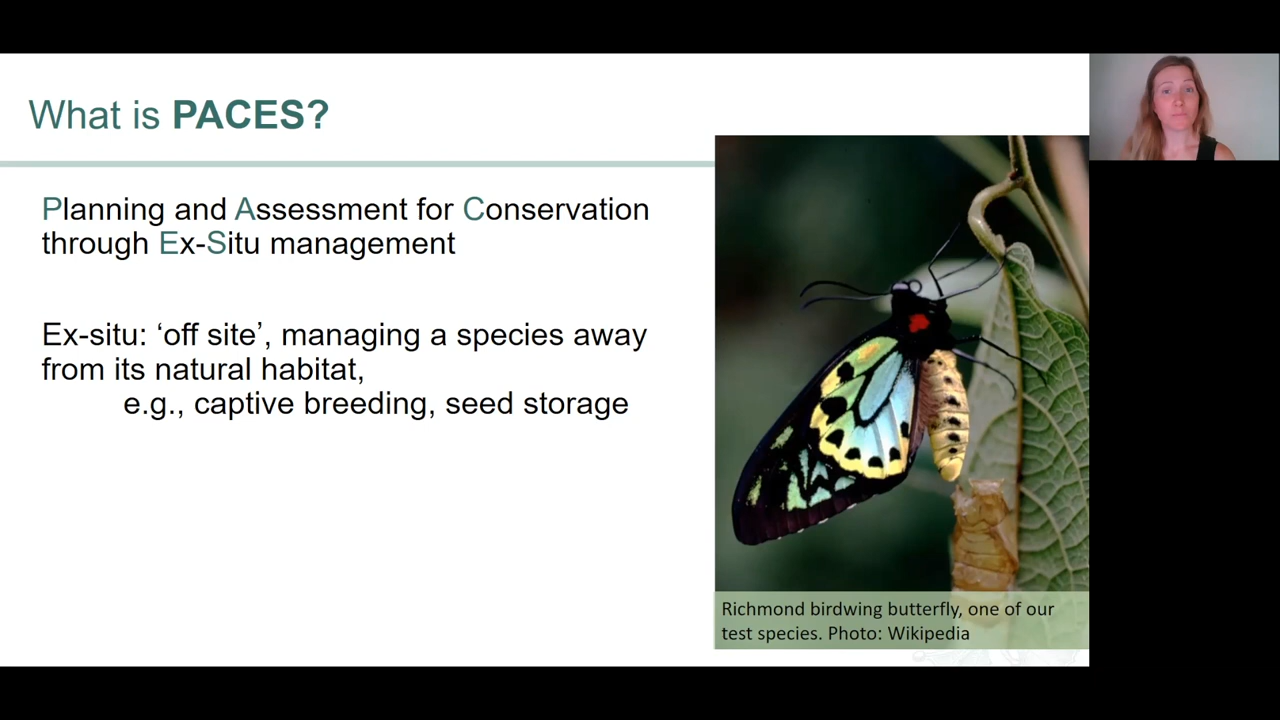 What is PACES?
Planning and Assessment for Conservation
through Ex-Situ management
Ex-situ: ‘off site’, managing a species away
from its natural habitat,
e.g., captive breeding, seed storage
Richmond birdwing butterfly, one of our
test species. Photo: Wikipedia